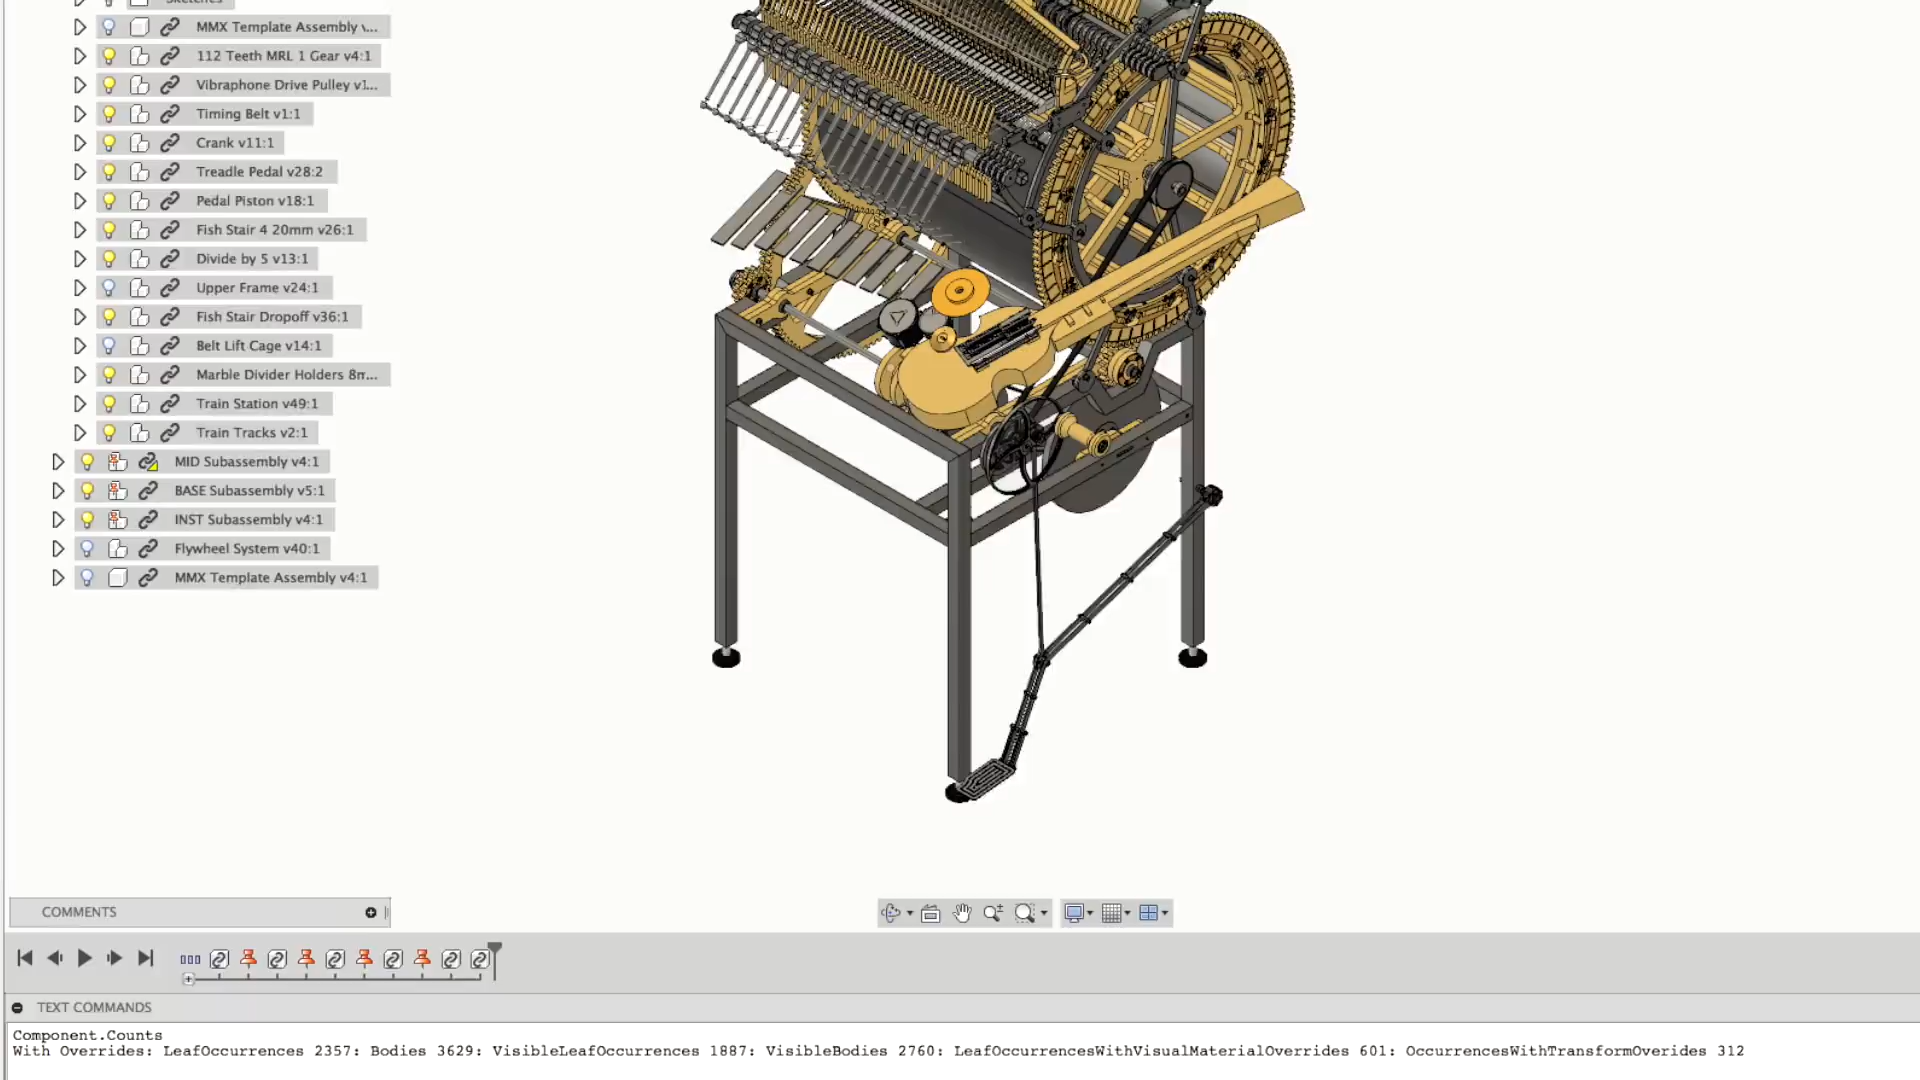 Sketches
MMX Template Assembly v...
112 Teeth MRL 1 Gear v4:1
Vibraphone Drive Pulley v1...
Timing Belt v1:1
Crank v11:1
Treadle Pedal v28:2
Pedal Piston v18:1
Fish Stair 4 20mm v26:1
Divide by 5 v13:1
Upper Frame v24:1
Fish Stair Dropoff v36:1
Belt Lift Cage v14:1
Marble Divider Holders 8m...
Train Station v49:1
Train Tracks v2:1
MID Subassembly v4:1
BASE Subassembly v5:1
INST Subassembly v4:1
Flywheel System v40:1
MMX Template Assembly v4:1
COMMENTS
TEXT COMMANDS
Component.Counts
With Overrides: LeafOccurrences 2357: Bodies 3629: VisibleLeafOccurrences 1887: VisibleBodies 2760: LeafOccurrencesWithVisualMaterialOverrides 601: OccurrencesWithTransformOverides 312